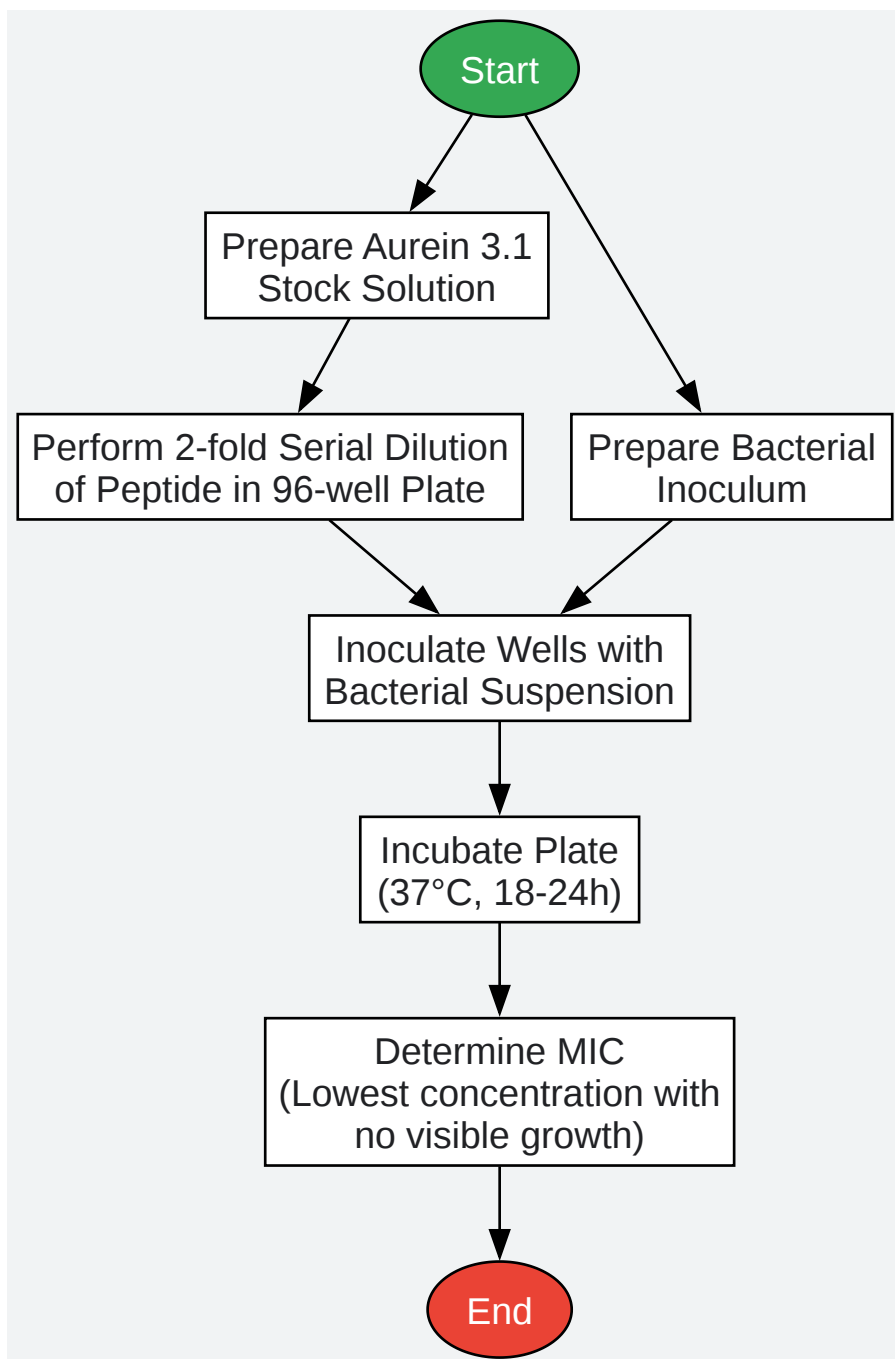 Start
Prepare Aurein 3.1
Stock Solution
Perform 2-fold Serial Dilution
of Peptide in 96-well Plate
Prepare Bacterial
Inoculum
Inoculate Wells with
Bacterial Suspension
Incubate Plate
(37°C, 18-24h)
Determine MIC
(Lowest concentration with
no visible growth)
End